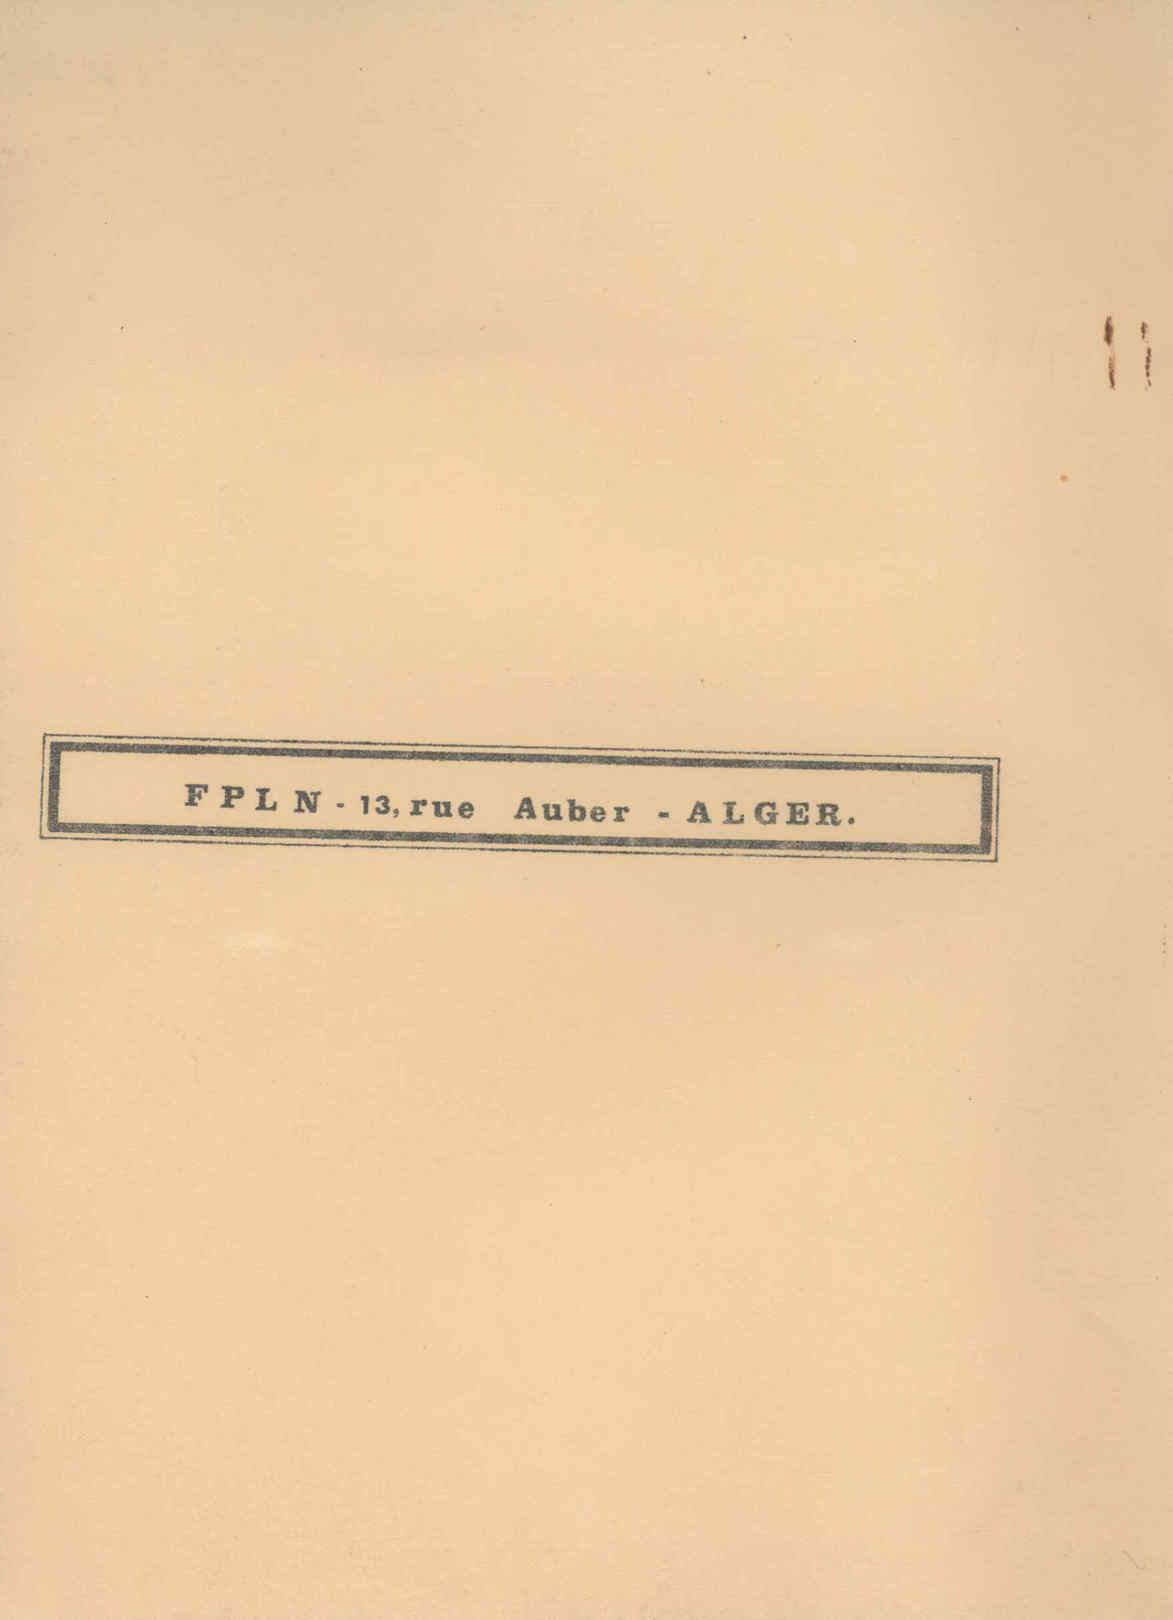 FPLN - 13, rue Auber - ALGER.